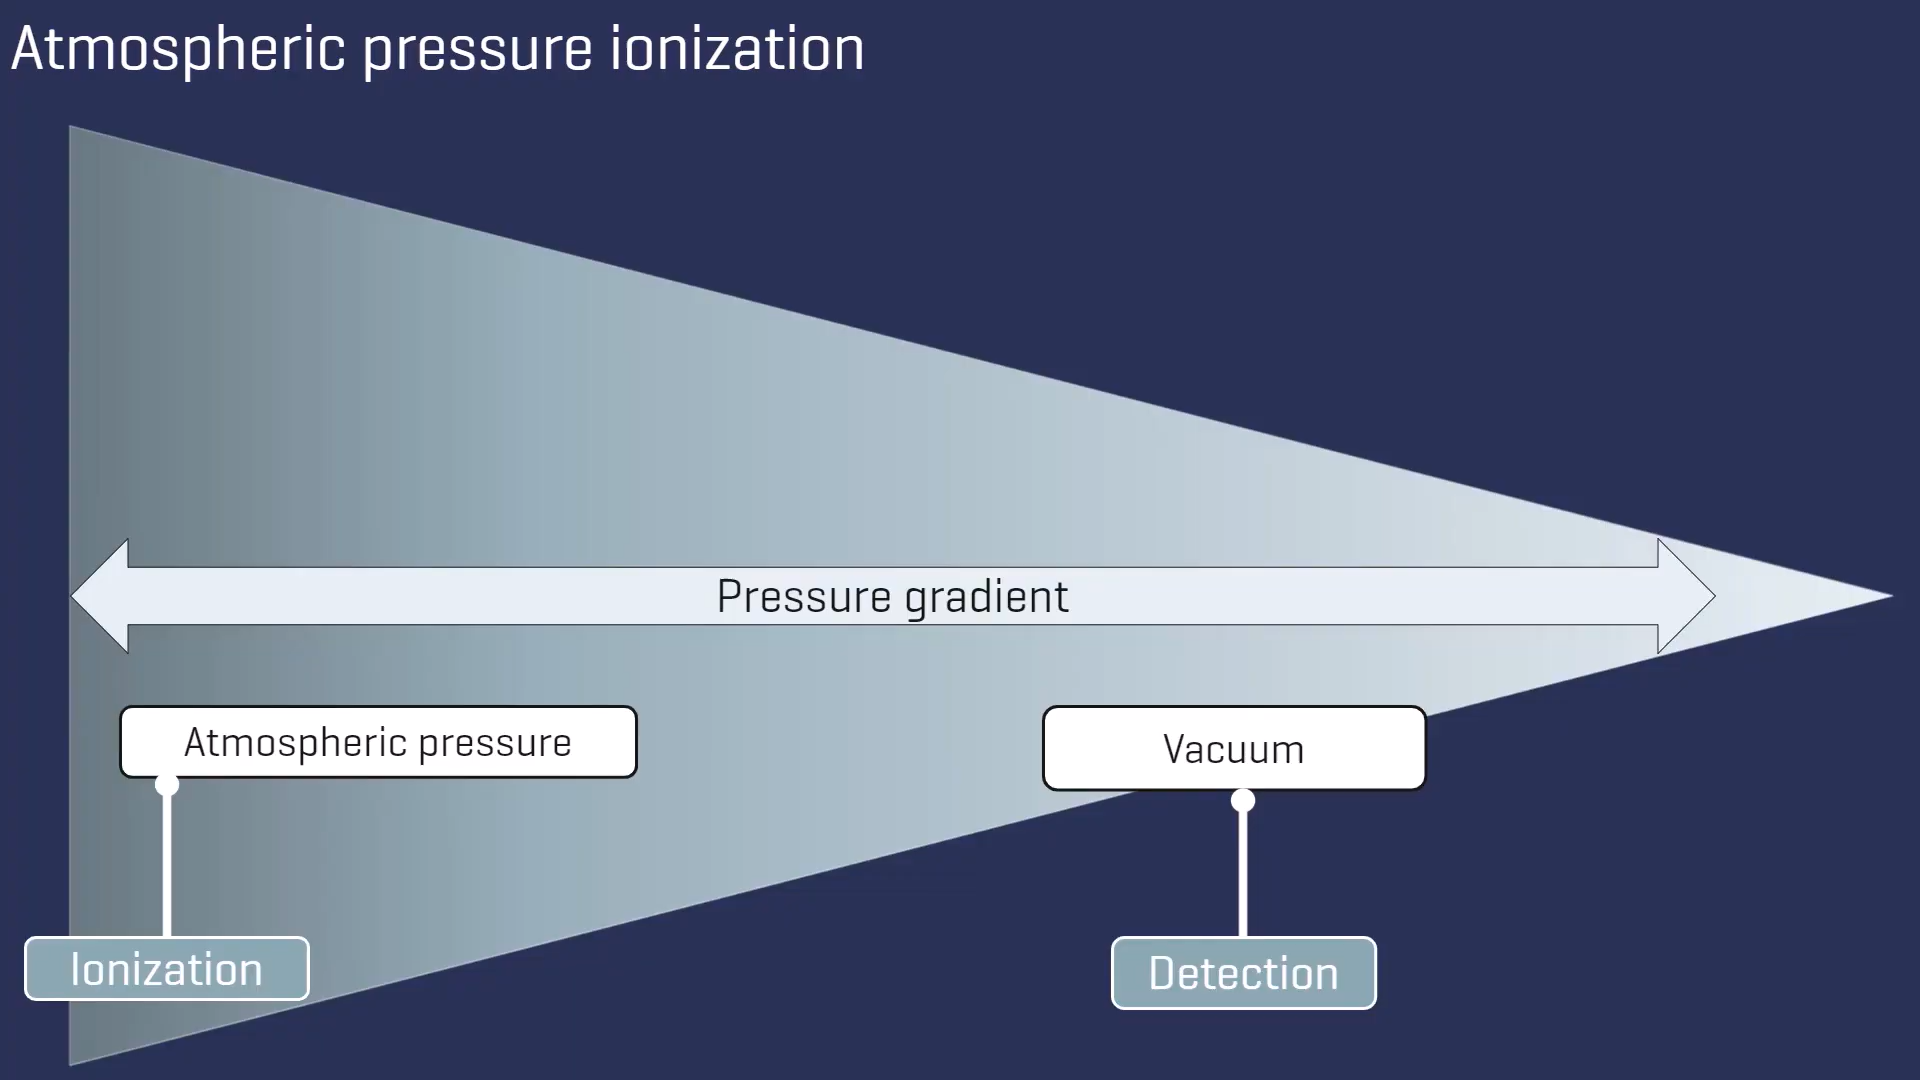 Atmospheric pressure ionization
Pressure gradient
Atmospheric pressure
Vacuum
Ionization
Detection